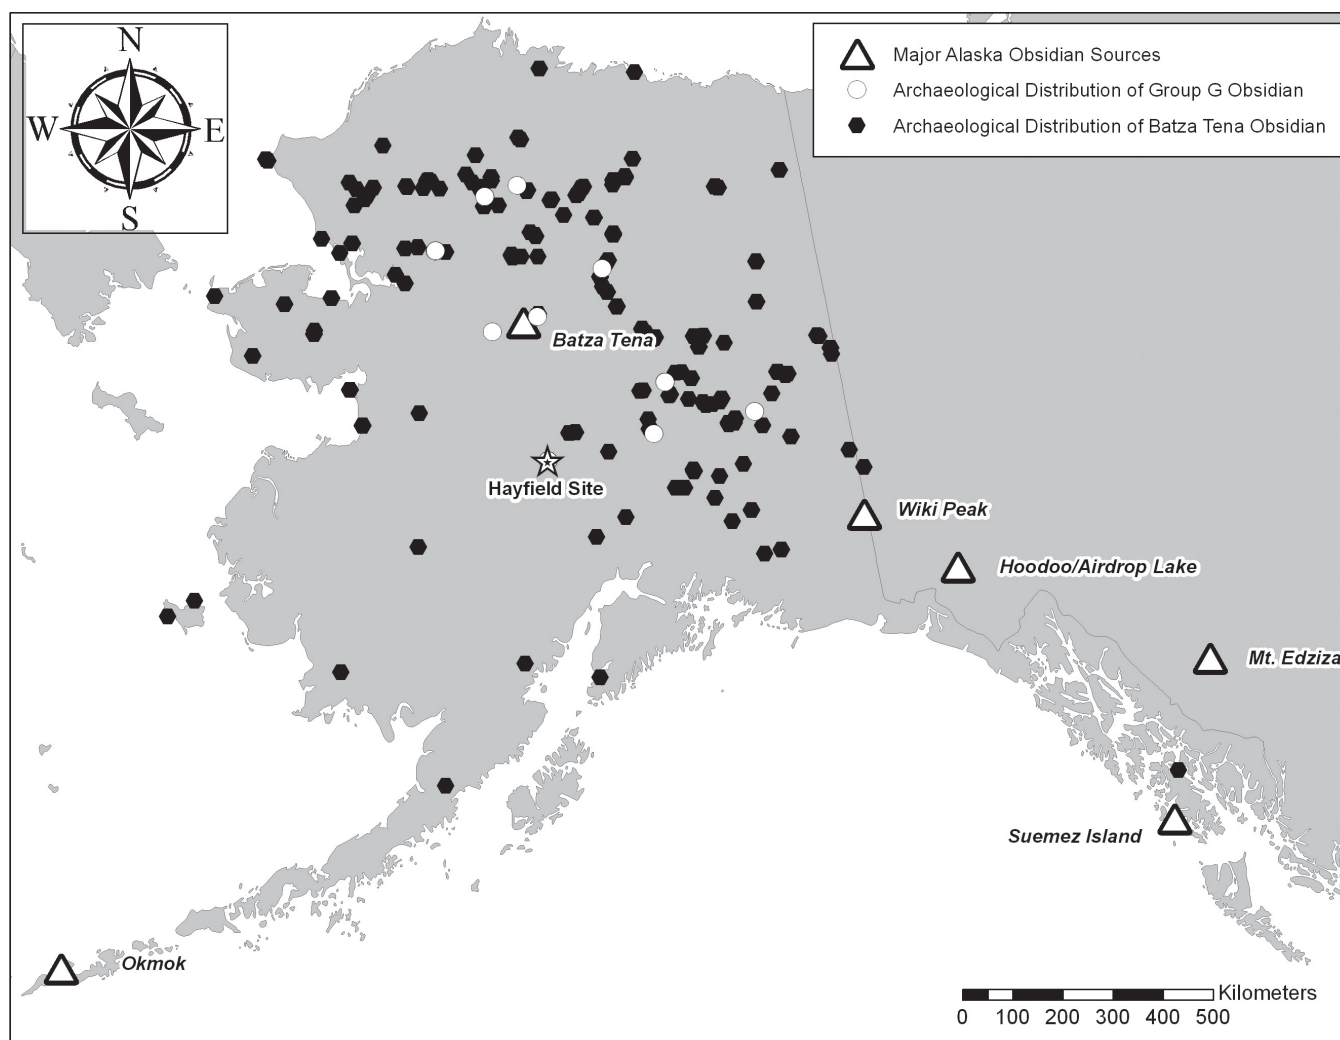 N
W E
S
Major Alaska Obsidian Sources
Archaeological Distribution of Group G Obsidian
Archaeological Distribution of Batza Tena Obsidian
Batza Tena
Hayfield Site
Wiki Peak
Hoodoo/Airdrop Lake
Mt. Edziza
Suemez Island
Okmok
Kilometers
0 100 200 300 400 500